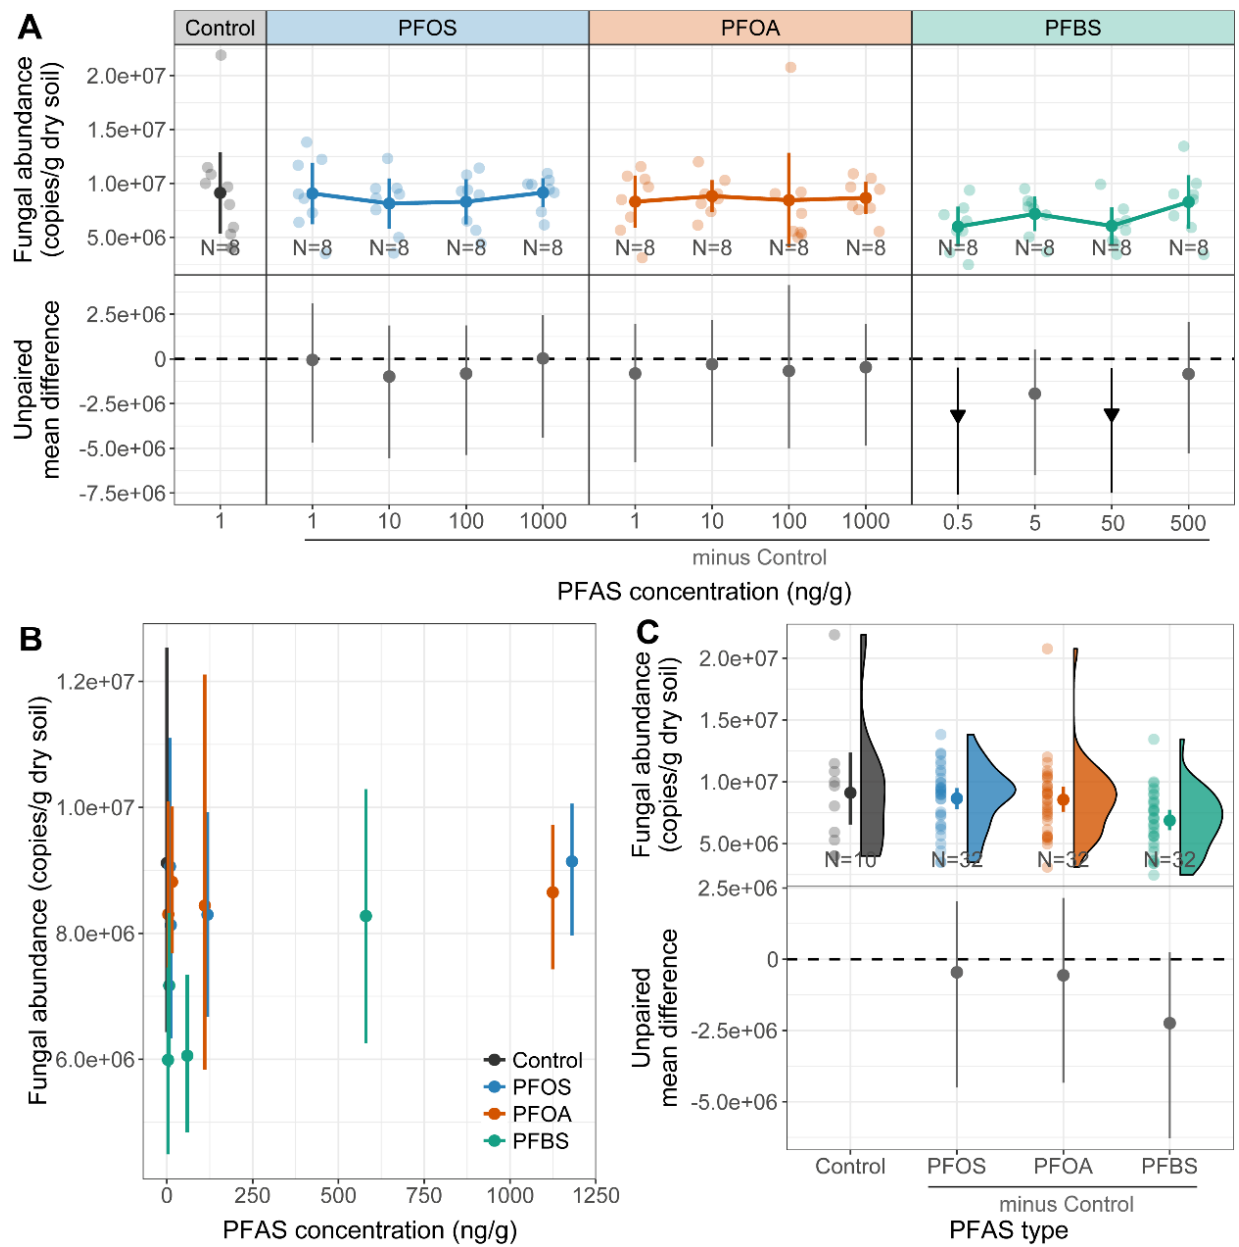 A
Control PFOS PFOA PFBS
Fungal abundance
(copies/g dry soil)
2.0e+07
1.5e+07
1.0e+07
5.0e+06
N=8 N=8 N=8 N=8 N=8 N=8 N=8 N=8 N=8 N=8 N=8 N=8 N=8
Unpaired
mean difference
2.5e+06
0
-2.5e+06
-5.0e+06
-7.5e+06
1 1 10 100 1000 1 10 100 1000 0.5 5 50 500
minus Control
PFAS concentration (ng/g)
B
Fungal abundance (copies/g dry soil)
1.2e+07
1.0e+07
8.0e+06
6.0e+06
Control
PFOS
PFOA
PFBS
0 250 500 750 1000 1250
PFAS concentration (ng/g)
C
Fungal abundance
(copies/g dry soil)
2.0e+07
1.5e+07
1.0e+07
5.0e+06
N=10 N=32 N=32 N=32
Unpaired
mean difference
2.5e+06
0
-2.5e+06
-5.0e+06
Control PFOS PFOA PFBS
minus Control
PFAS type